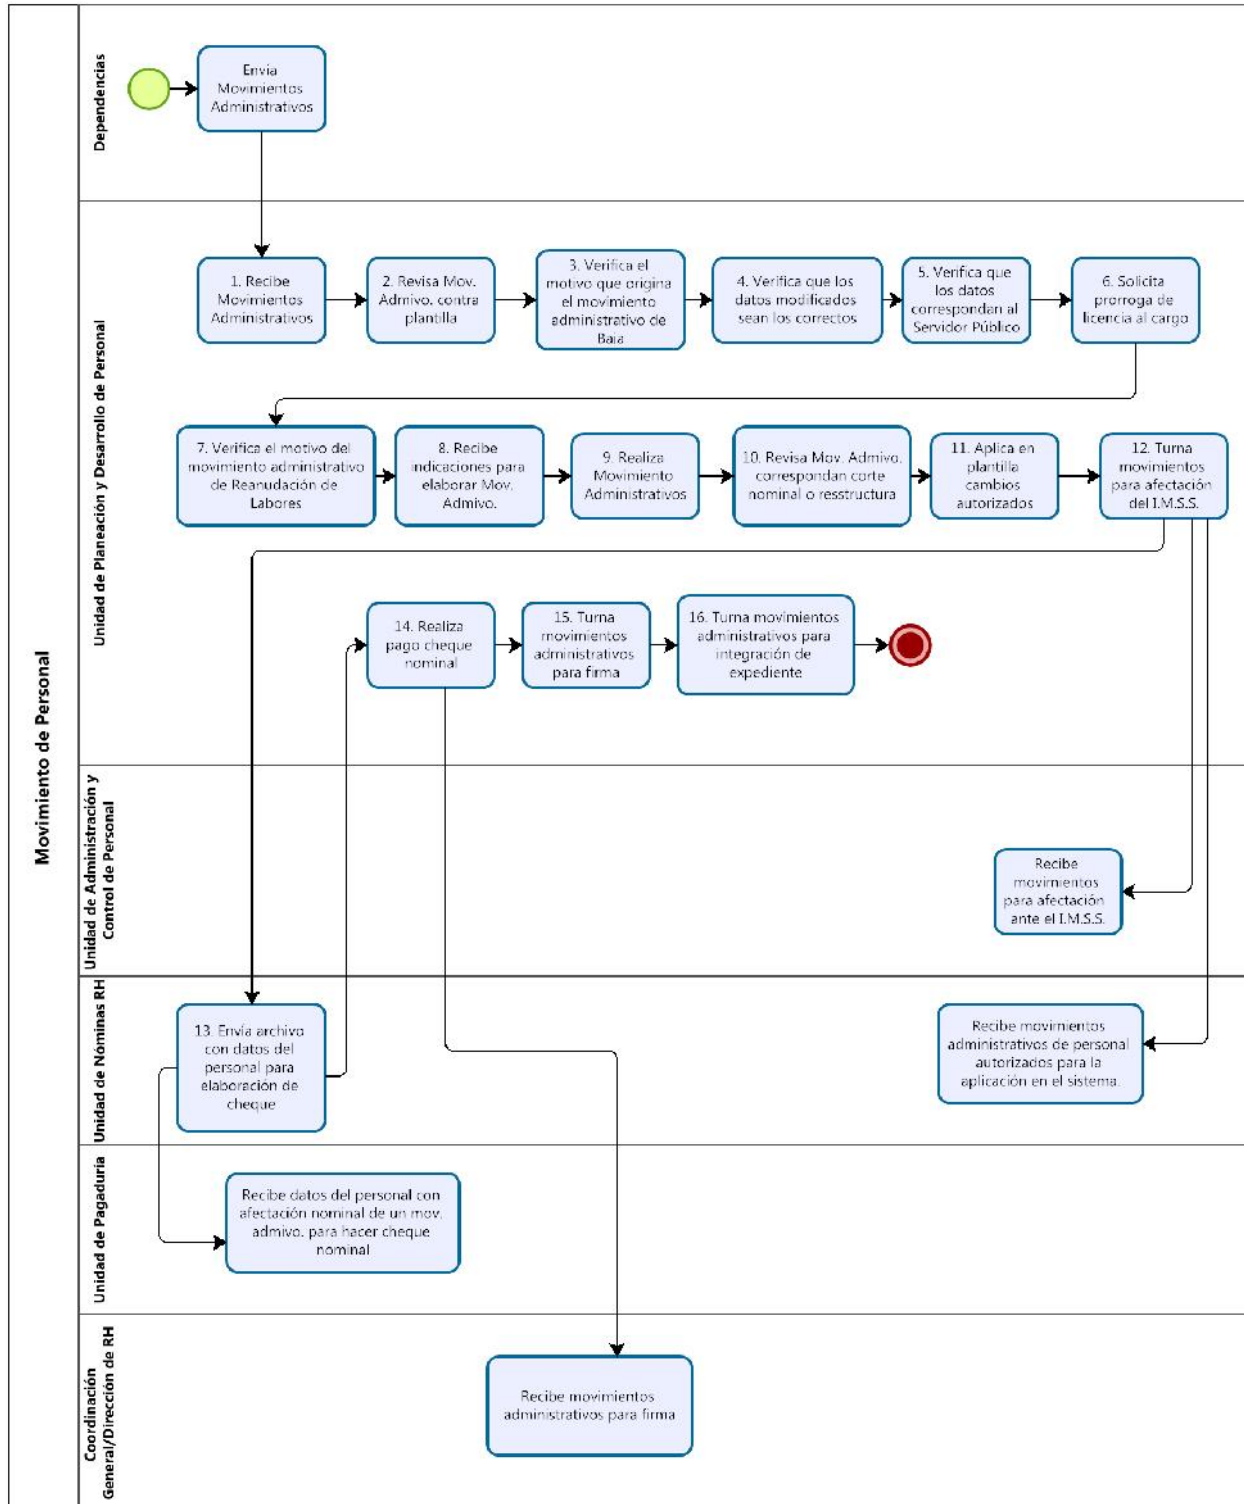 Movimiento de Personal
Dependencias
Envía
Movimientos
Administrativos
Unidad de Planeación y Desarrollo de Personal
1. Recibe
Movimientos
Administrativos
2. Revisa Mov.
Admivo. contra
plantilla
3. Verifica el
motivo que origina
el movimiento
administrativo de
Baja
4. Verifica que los
datos modificados
sean los correctos
5. Verifica que
los datos
correspondan al
Servidor Público
6. Solicita
prorroga de
licencia al cargo
7. Verifica el motivo del
movimiento administrativo
de Reanudación de
Labores
8. Recibe
indicaciones para
elaborar Mov.
Admivo.
9. Realiza
Movimiento
Administrativos
10. Revisa Mov. Admivo.
correspondan corte
nominal o resstructura
11. Aplica en
plantilla
cambios
autorizados
12. Turna
movimientos
para afectación
del I.M.S.S.
14. Realiza
pago cheque
nominal
15. Turna
movimientos
administrativos
para firma
16. Turna movimientos
administrativos para
integración de
expediente
Unidad de Administración y
Control de Personal
Recibe
movimientos
para afectación
ante el I.M.S.S.
Unidad de Nóminas RH
13. Envía archivo
con datos del
personal para
elaboración de
cheque
Recibe movimientos
administrativos de personal
autorizados para la
aplicación en el sistema.
Unidad de Pagaduría
Recibe datos del personal con
afectación nominal de un mov.
admivo. para hacer cheque
nominal
Coordinación
General/Dirección de RH
Recibe movimientos
administrativos para firma